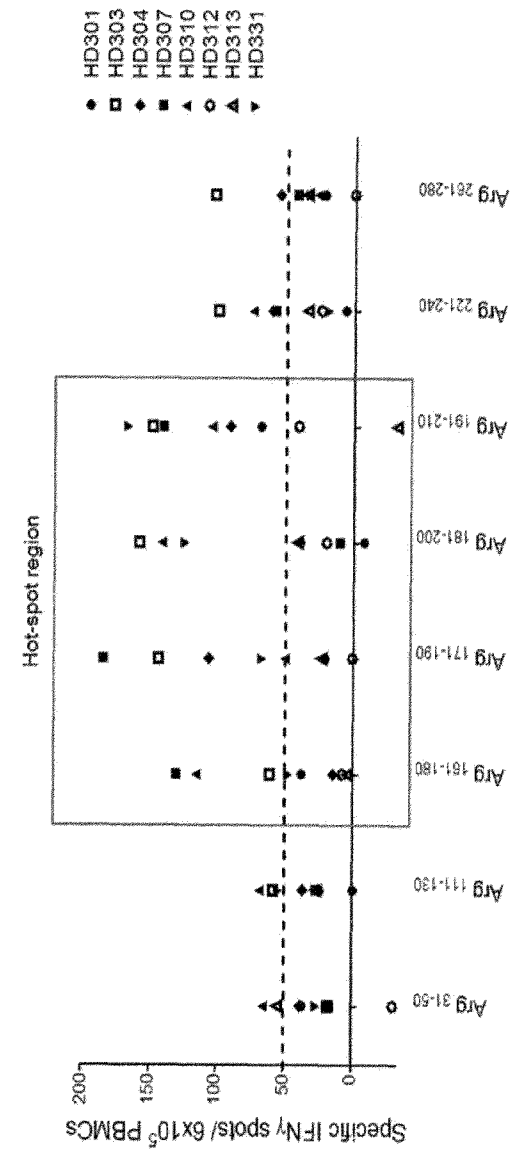 Hot-spot region
HD301
HD303
HD304
HD307
HD310
HD312
HD313
HD331
Specific IFNγ spots/ 6x10⁵ PBMCs
200
150
100
50
0
Arg 31-50
Arg 111-130
Arg 161-180
Arg 171-190
Arg 181-200
Arg 191-210
Arg 221-240
Arg 261-280